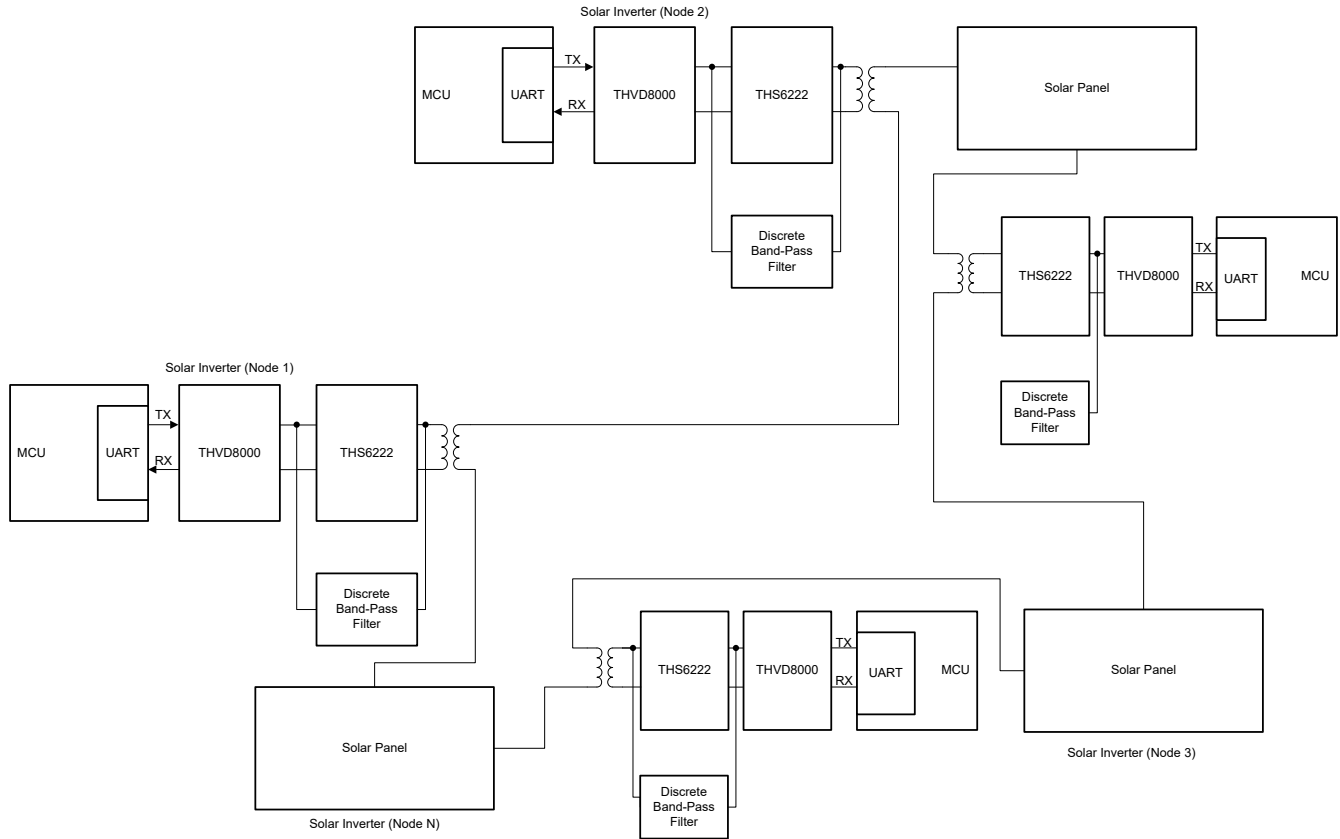 Solar Inverter (Node 2)
MCU
UART
TX
RX
THVD8000
THS6222
Discrete
Band-Pass
Filter
Solar Panel
THS6222
THVD8000
TX
RX
UART
MCU
Discrete
Band-Pass
Filter
Solar Inverter (Node 1)
MCU
UART
TX
RX
THVD8000
THS6222
Discrete
Band-Pass
Filter
Solar Panel
Solar Inverter (Node N)
THS6222
THVD8000
TX
RX
UART
MCU
Discrete
Band-Pass
Filter
Solar Panel
Solar Inverter (Node 3)